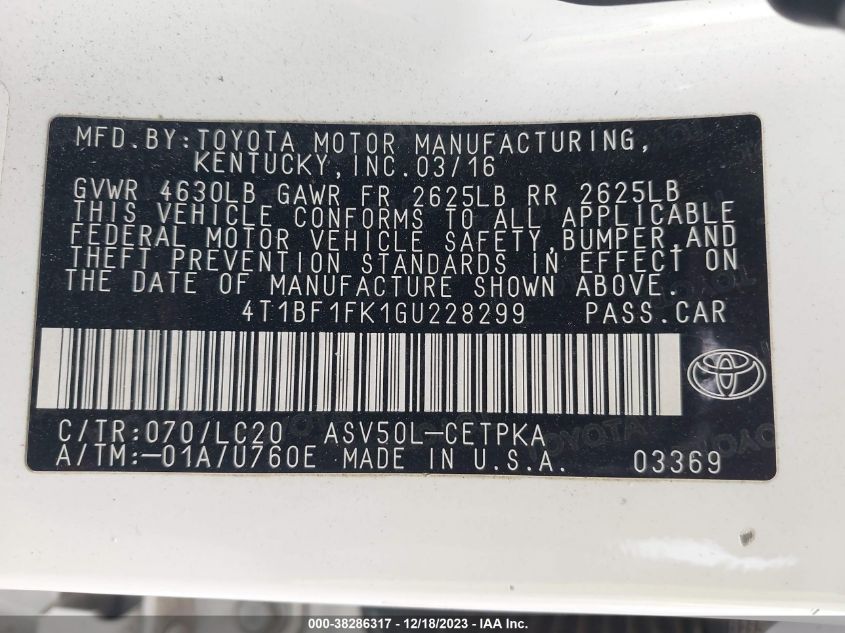 MFD.BY:TOYOTA MOTOR MANUFACTURING,
KENTUCKY,INC.03/16
GVWR 4630LB GAWR FR 2625LB RR 2625LB
THIS VEHICLE CONFORMS TO ALL APPLICABLE
FEDERAL MOTOR VEHICLE SAFETY,BUMPER,AND
THEFT PREVENTION STANDARDS IN EFFECT ON
THE DATE OF MANUFACTURE SHOWN ABOVE.
4T1BF1FK1GU228299 PASS.CAR
C/TR:070/LC20 ASV50L-CETPKA
A/TM:-01A/U760E MADE IN U.S.A. 03369
000-38286317 - 12/18/2023 - IAA Inc.